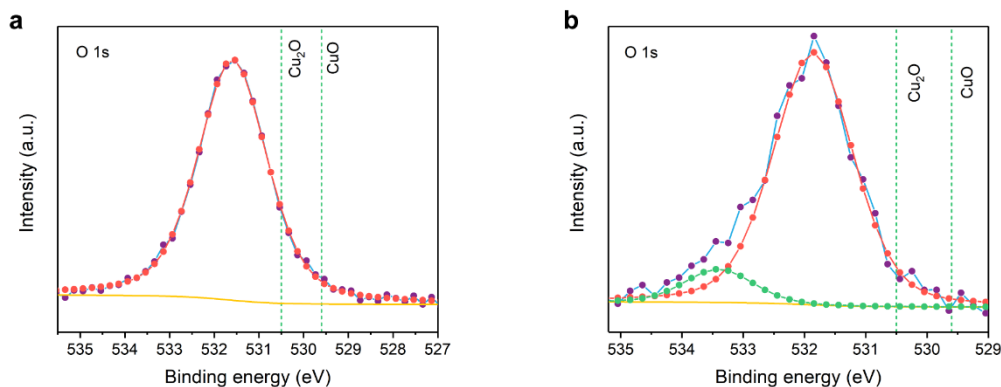 a
O 1s
Cu₂O
CuO
Intensity (a.u.)
535 534 533 532 531 530 529 528 527
Binding energy (eV)
b
O 1s
Cu₂O
CuO
Intensity (a.u.)
535 534 533 532 531 530 529
Binding energy (eV)